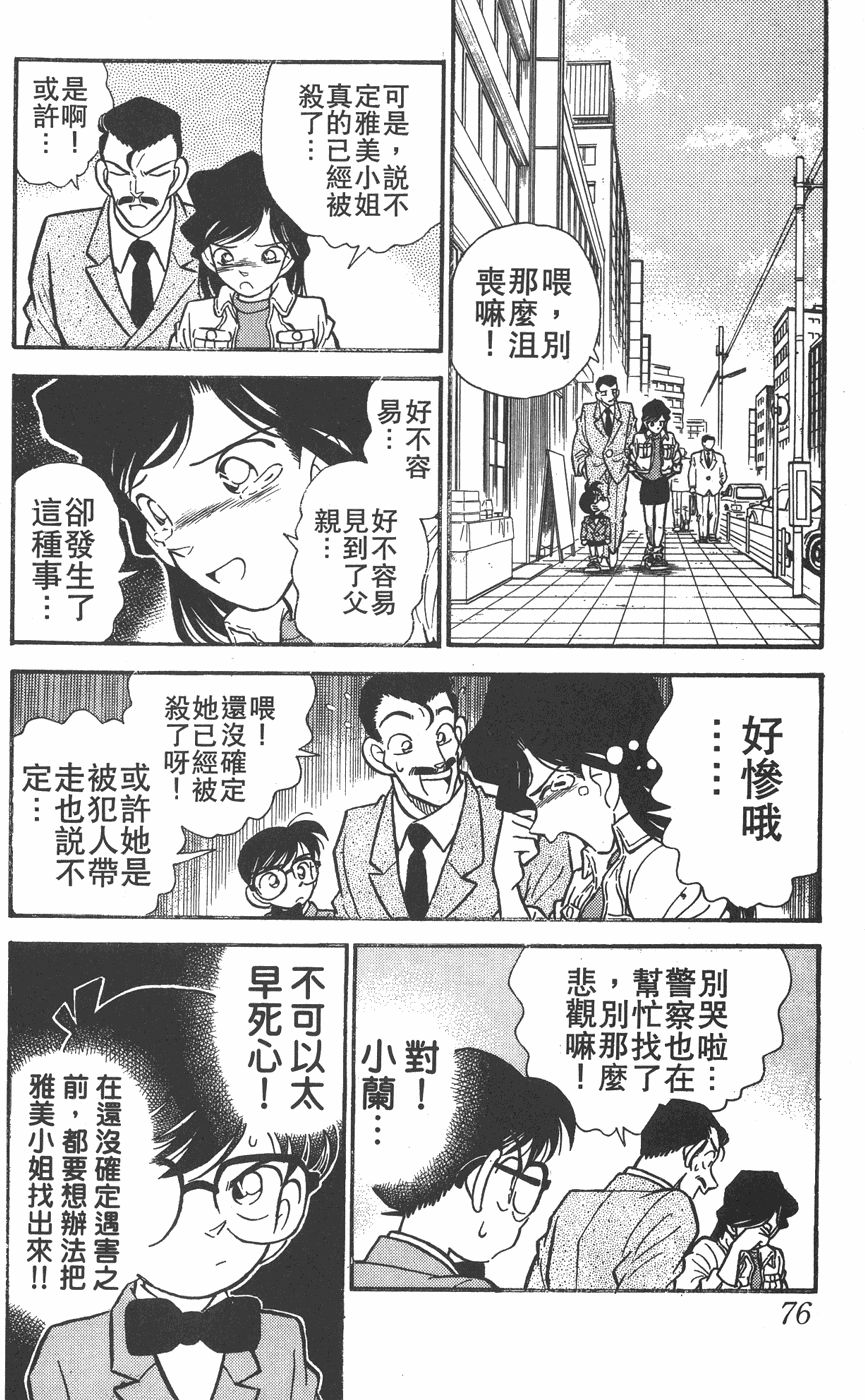 喂，別
那麼沮
喪嘛！
可是，說不
定雅美小姐
真的已經被
殺了…
是啊！
或許…
好不容
易…
好不容易
見到了父
親…
卻發生了
這種事…
好慘哦
……
喂！
還沒確定
她已經被
殺了呀！
或許她是
被犯人帶
走也說不
定…
別哭啦…
警察也在
幫忙找了
，別那麼
悲觀嘛！
對！
小蘭…
不可以太
早死心！
在還沒確定遇害之
前，都要想辦法把
雅美小姐找出來!!
76